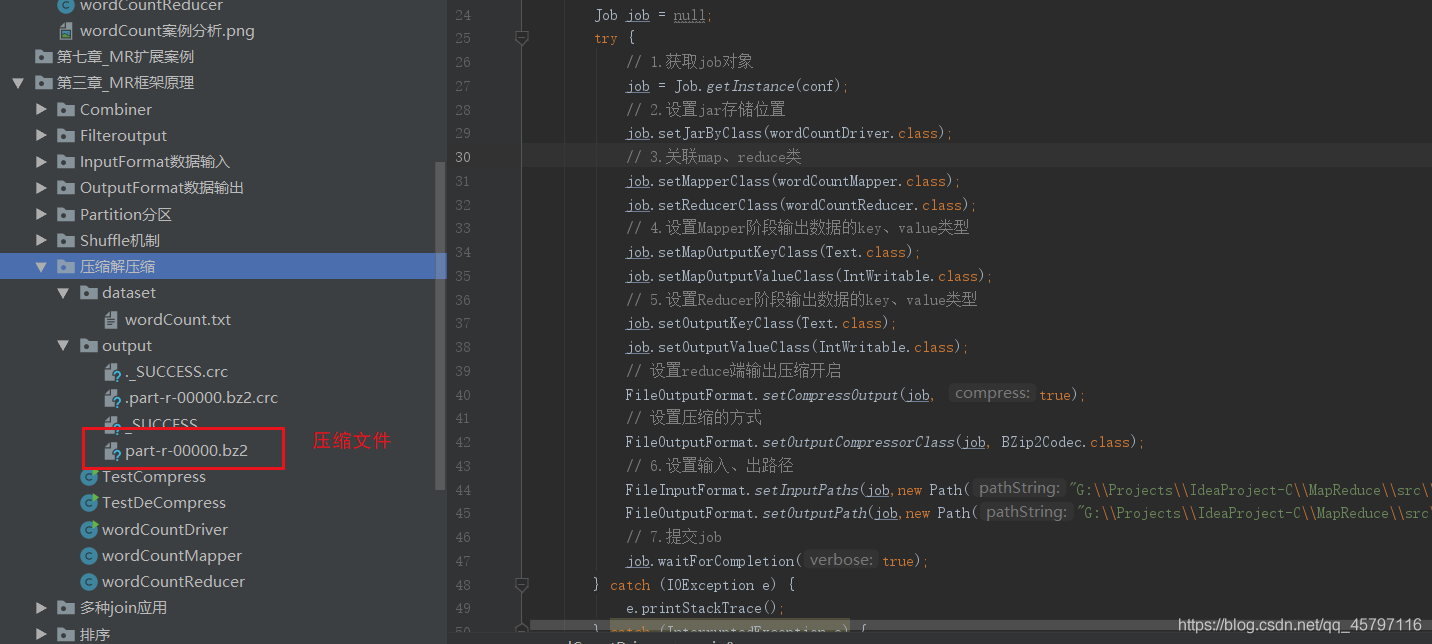 wordCountReducer
wordCount案例分析.png
第七章_MR扩展案例
第三章_MR框架原理
Combiner
Filteroutput
InputFormat数据输入
OutputFormat数据输出
Partition分区
Shuffle机制
压缩解压缩
dataset
wordCount.txt
output
._SUCCESS.crc
.part-r-00000.bz2.crc
_SUCCESS
part-r-00000.bz2
压缩文件
TestCompress
TestDeCompress
wordCountDriver
wordCountMapper
wordCountReducer
多种join应用
排序
24 Job job = null;
25 try {
26 // 1.获取job对象
27 job = Job.getInstance(conf);
28 // 2.设置jar存储位置
29 job.setJarByClass(wordCountDriver.class);
30 // 3.关联map、reduce类
31 job.setMapperClass(wordCountMapper.class);
32 job.setReducerClass(wordCountReducer.class);
33 // 4.设置Mapper阶段输出数据的key、value类型
34 job.setMapOutputKeyClass(Text.class);
35 job.setMapOutputValueClass(IntWritable.class);
36 // 5.设置Reducer阶段输出数据的key、value类型
37 job.setOutputKeyClass(Text.class);
38 job.setOutputValueClass(IntWritable.class);
39 // 设置reduce端输出压缩开启
40 FileOutputFormat.setCompressOutput(job, compress: true);
41 // 设置压缩的方式
42 FileOutputFormat.setOutputCompressorClass(job, BZip2Codec.class);
43 // 6.设置输入、出路径
44 FileInputFormat.setInputPaths(job,new Path( pathString: "G:\\Projects\\IdeaProject-C\\MapReduce\\src\
45 FileOutputFormat.setOutputPath(job,new Path( pathString: "G:\\Projects\\IdeaProject-C\\MapReduce\\src
46 // 7.提交job
47 job.waitForCompletion( verbose: true);
48 } catch (IOException e) {
49 e.printStackTrace();
50 } catch (InterruptedException e) {
https://blog.csdn.net/qq_45797116